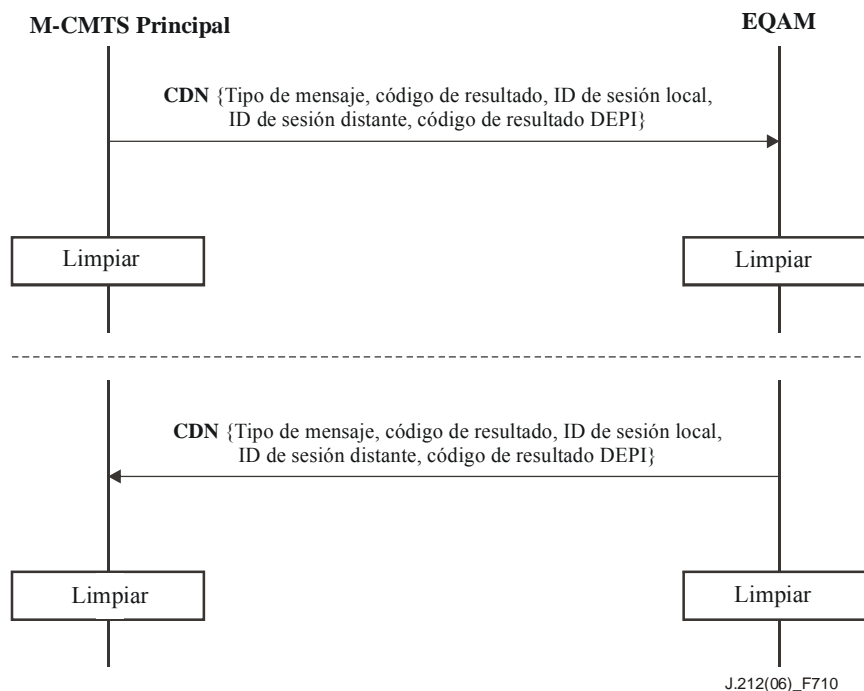 M-CMTS Principal
EQAM
CDN {Tipo de mensaje, código de resultado, ID de sesión local,
ID de sesión distante, código de resultado DEPI}
Limpiar
Limpiar
CDN {Tipo de mensaje, código de resultado, ID de sesión local,
ID de sesión distante, código de resultado DEPI}
Limpiar
Limpiar
J.212(06)_F710